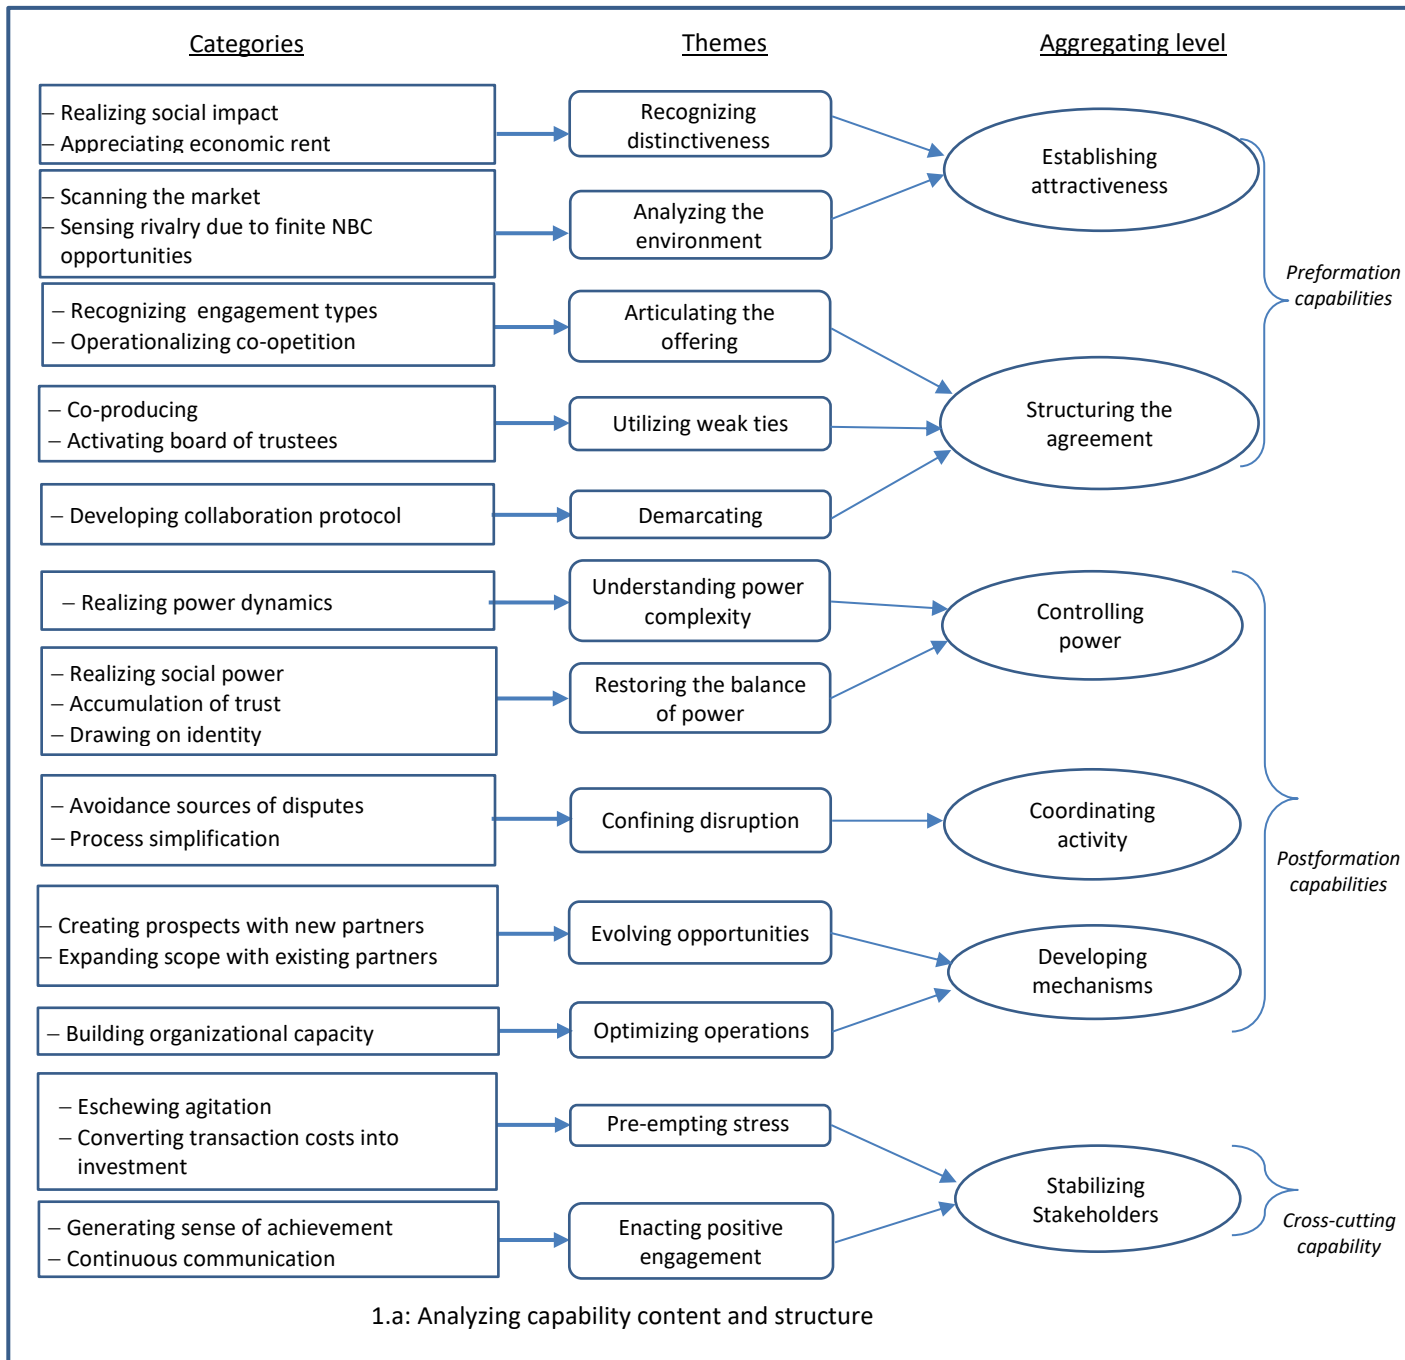 Categories
Themes
Aggregating level
– Realizing social impact
– Appreciating economic rent
Recognizing
distinctiveness
Establishing
attractiveness
– Scanning the market
– Sensing rivalry due to finite NBC
opportunities
Analyzing the
environment
Preformation
capabilities
– Recognizing engagement types
– Operationalizing co-opetition
Articulating the
offering
– Co-producing
– Activating board of trustees
Utilizing weak ties
Structuring the
agreement
– Developing collaboration protocol
Demarcating
– Realizing power dynamics
Understanding power
complexity
Controlling
power
– Realizing social power
– Accumulation of trust
– Drawing on identity
Restoring the balance
of power
– Avoidance sources of disputes
– Process simplification
Confining disruption
Coordinating
activity
Postformation
capabilities
– Creating prospects with new partners
– Expanding scope with existing partners
Evolving opportunities
Developing
mechanisms
– Building organizational capacity
Optimizing operations
– Eschewing agitation
– Converting transaction costs into
investment
Pre-empting stress
Stabilizing
Stakeholders
– Generating sense of achievement
– Continuous communication
Enacting positive
engagement
Cross-cutting
capability
1.a: Analyzing capability content and structure